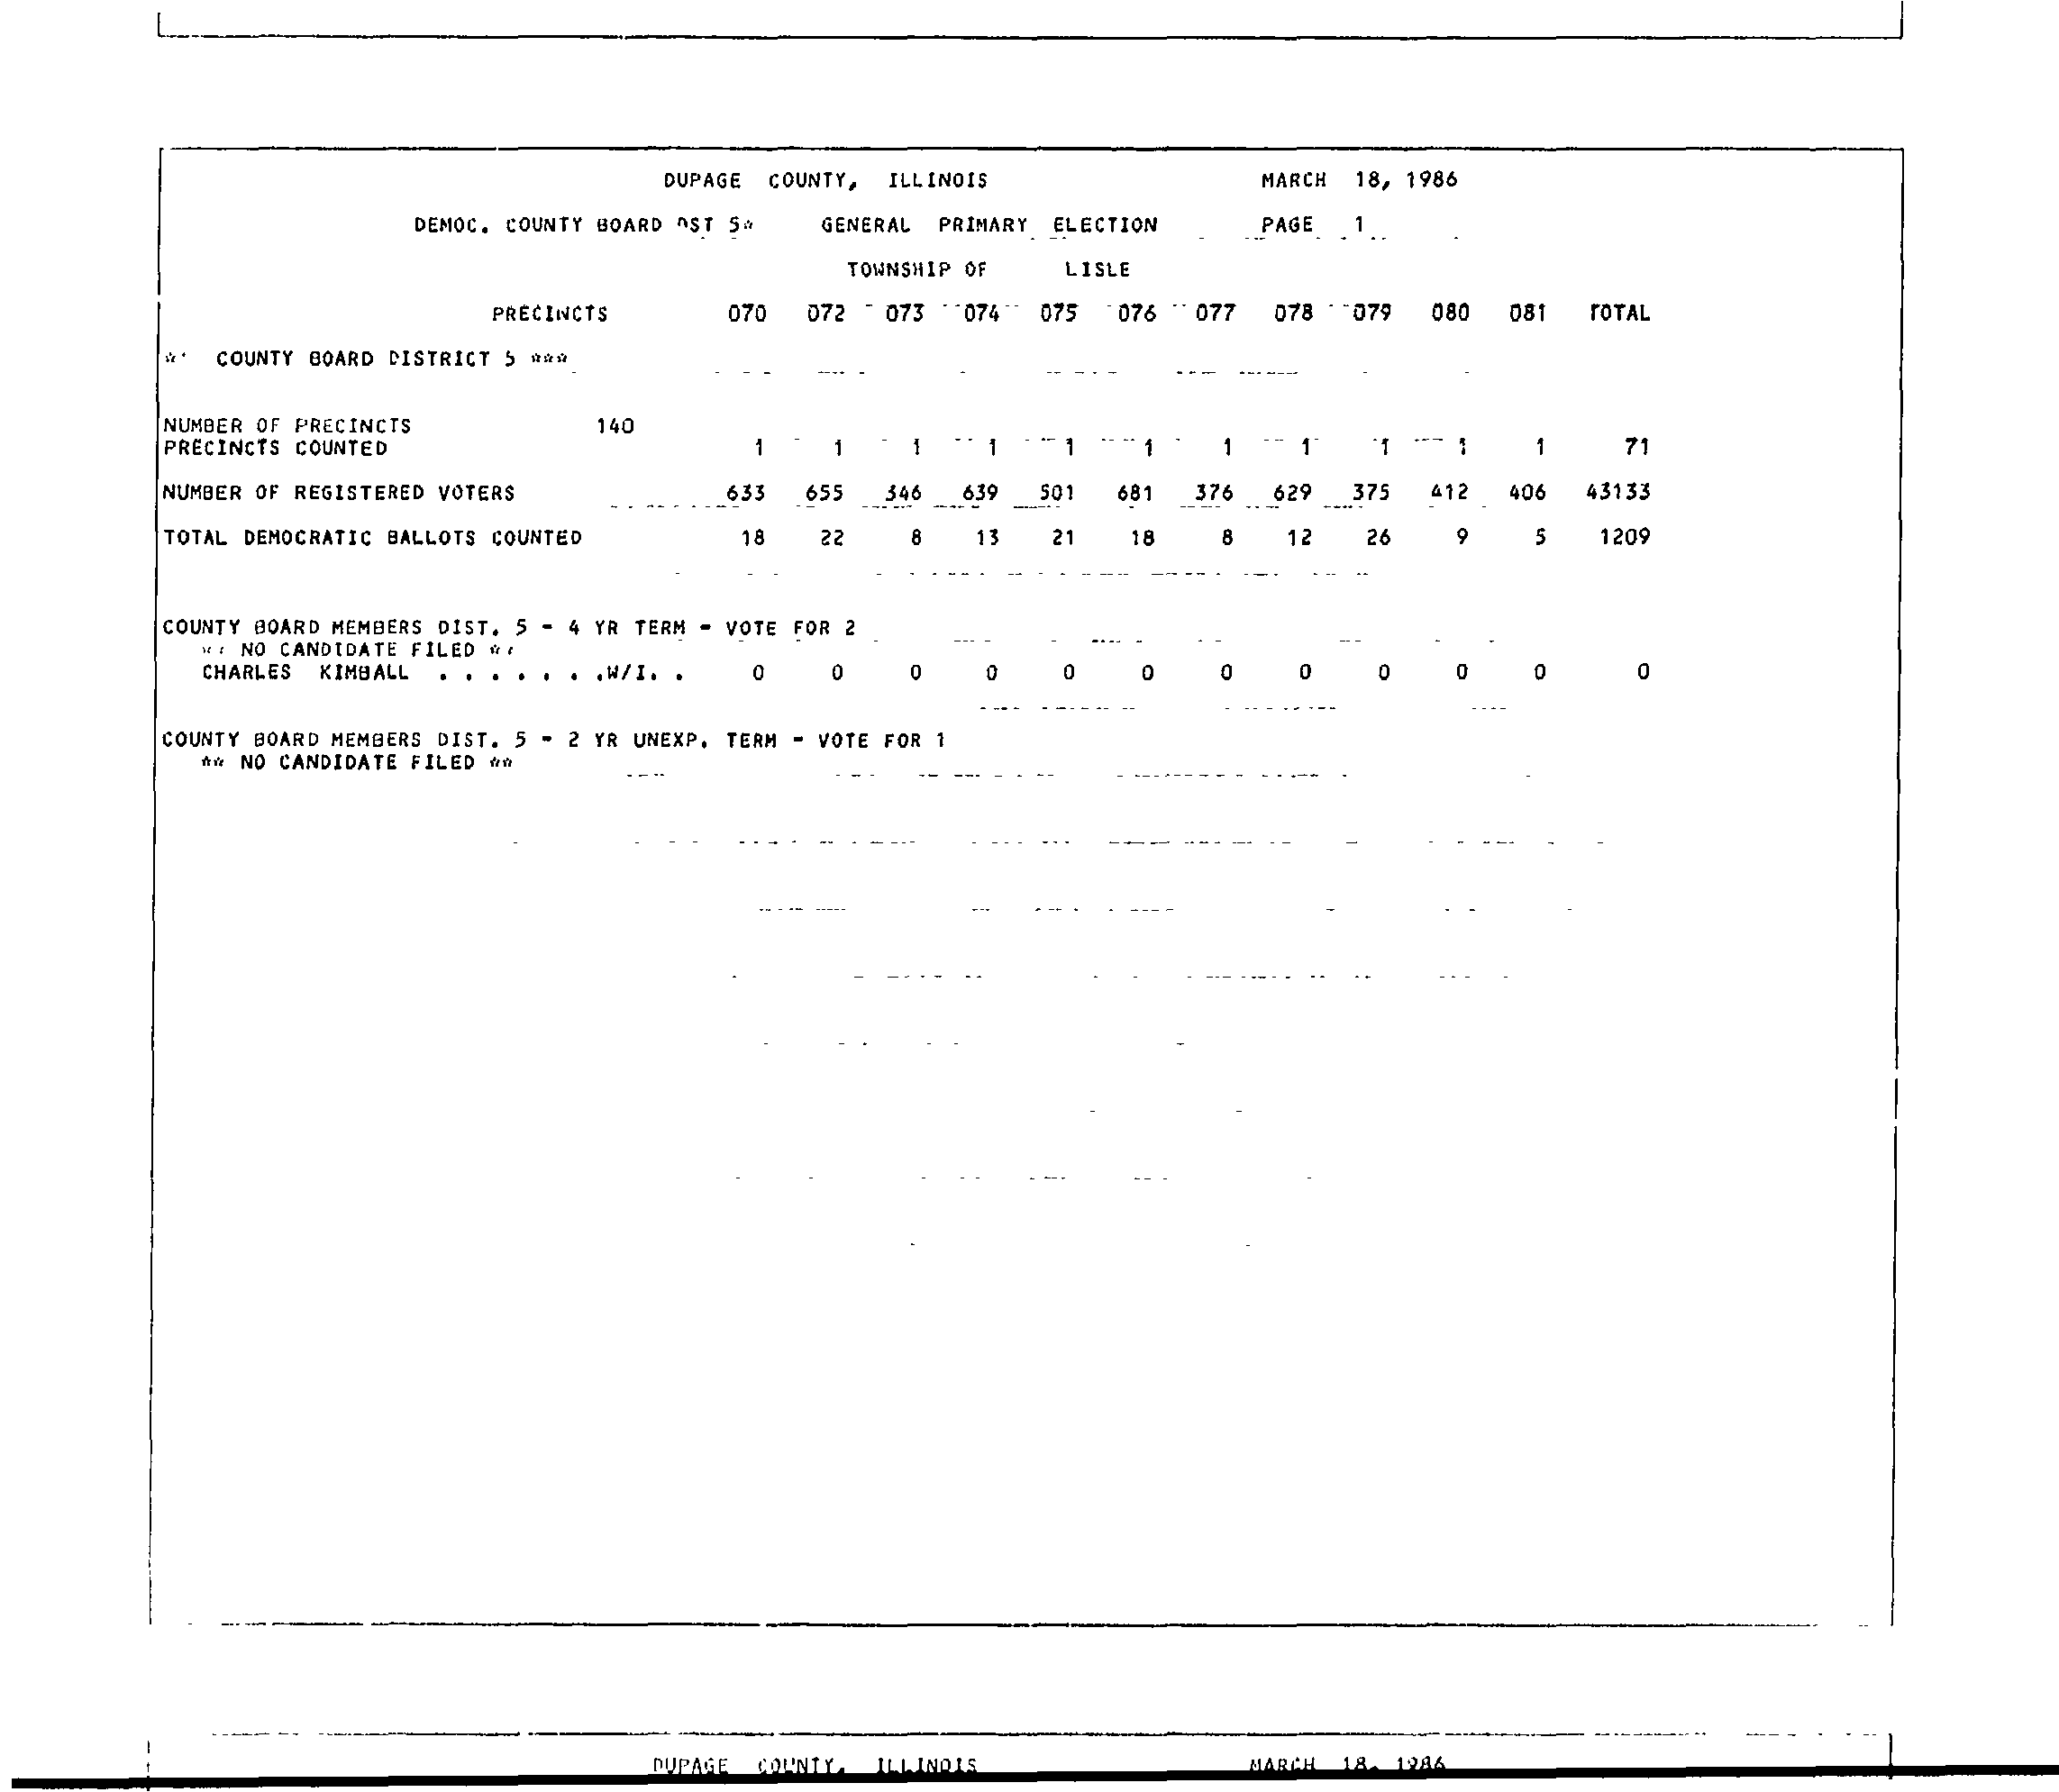 DUPAGE COUNTY, ILLINOIS MARCH 18, 1986
DEMOC. COUNTY BOARD DST 5* GENERAL PRIMARY ELECTION PAGE 1
TOWNSHIP OF LISLE
PRECINCTS 070 072 073 074 075 076 077 078 079 080 081 TOTAL
** COUNTY BOARD DISTRICT 5 ***
NUMBER OF PRECINCTS 140
PRECINCTS COUNTED 1 1 1 1 1 1 1 1 1 1 1 71
NUMBER OF REGISTERED VOTERS 633 655 346 639 501 681 376 629 375 412 406 43133
TOTAL DEMOCRATIC BALLOTS COUNTED 18 22 8 13 21 18 8 12 26 9 5 1209
COUNTY BOARD MEMBERS DIST. 5 - 4 YR TERM - VOTE FOR 2
** NO CANDIDATE FILED **
CHARLES KIMBALL . . . . . . .W/I. . 0 0 0 0 0 0 0 0 0 0 0 0
COUNTY BOARD MEMBERS DIST. 5 - 2 YR UNEXP. TERM - VOTE FOR 1
** NO CANDIDATE FILED **
DUPAGE COUNTY, ILLINOIS MARCH 18, 1986